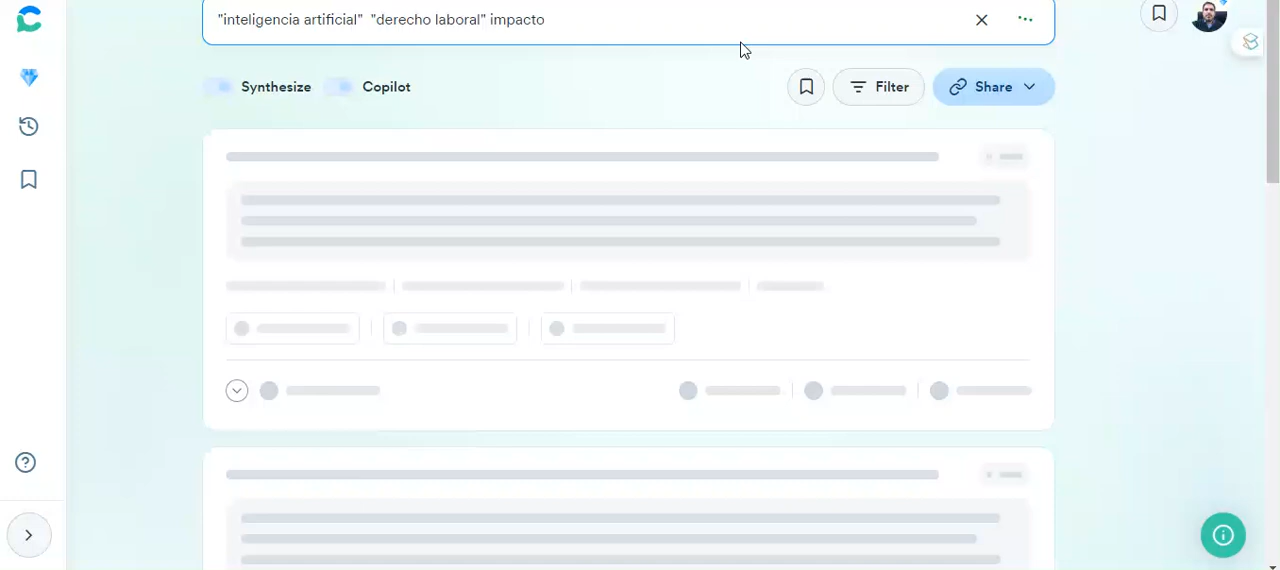 "inteligencia artificial"  "derecho laboral" impacto
Synthesize
Copilot
Filter
Share